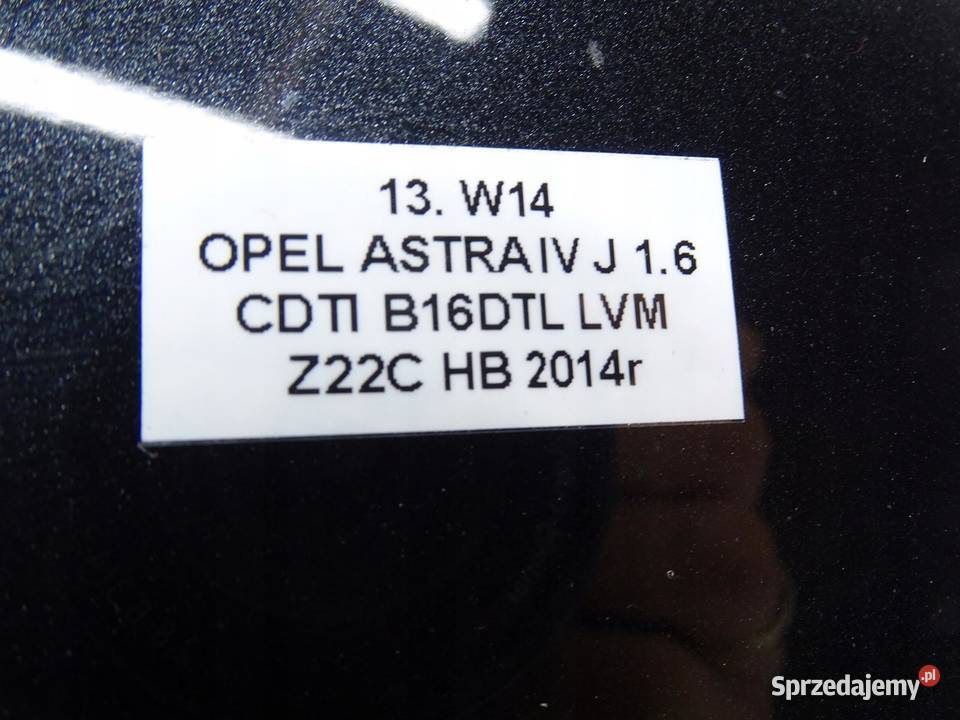 13. W14
OPEL ASTRA IV J 1.6
CDTI B16DTL LVM
Z22C HB 2014r
Sprzedajemy.pl